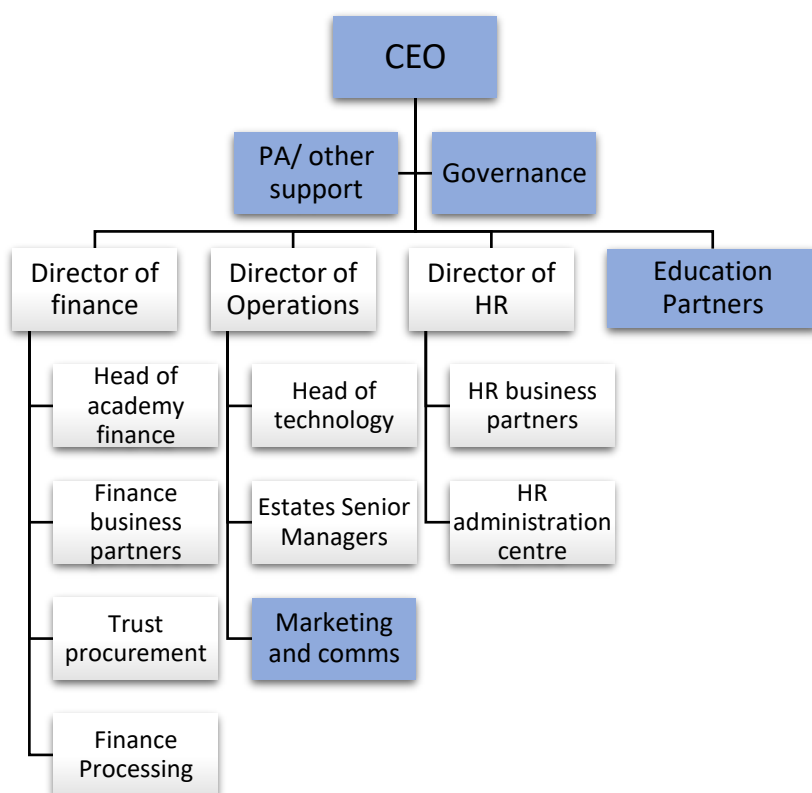 CEO
PA/ other
support
Governance
Director of
finance
Director of
Operations
Director of
HR
Education
Partners
Head of
academy
finance
Head of
technology
HR business
partners
Finance
business
partners
Estates Senior
Managers
HR
administration
centre
Trust
procurement
Marketing
and comms
Finance
Processing